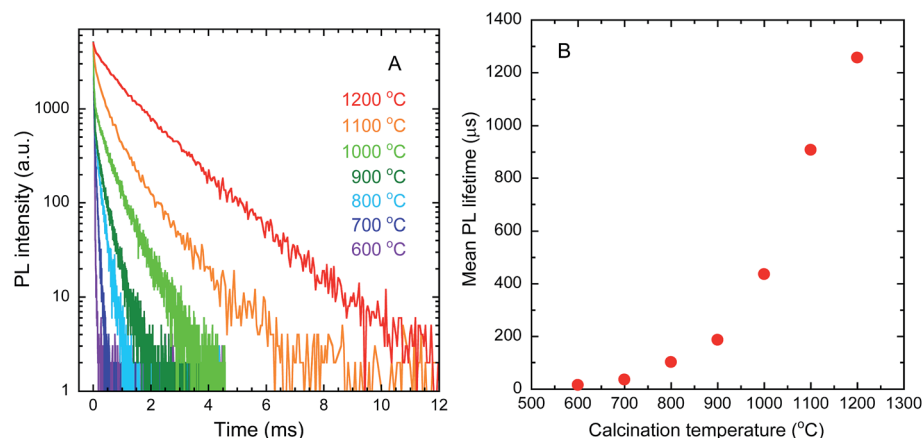 A
1200 °C
1100 °C
1000 °C
900 °C
800 °C
700 °C
600 °C
PL intensity (a.u.)
1000
100
10
1
0 2 4 6 8 10 12
Time (ms)
B
Mean PL lifetime (μs)
1400
1200
1000
800
600
400
200
0
500 600 700 800 900 1000 1100 1200 1300
Calcination temperature (°C)